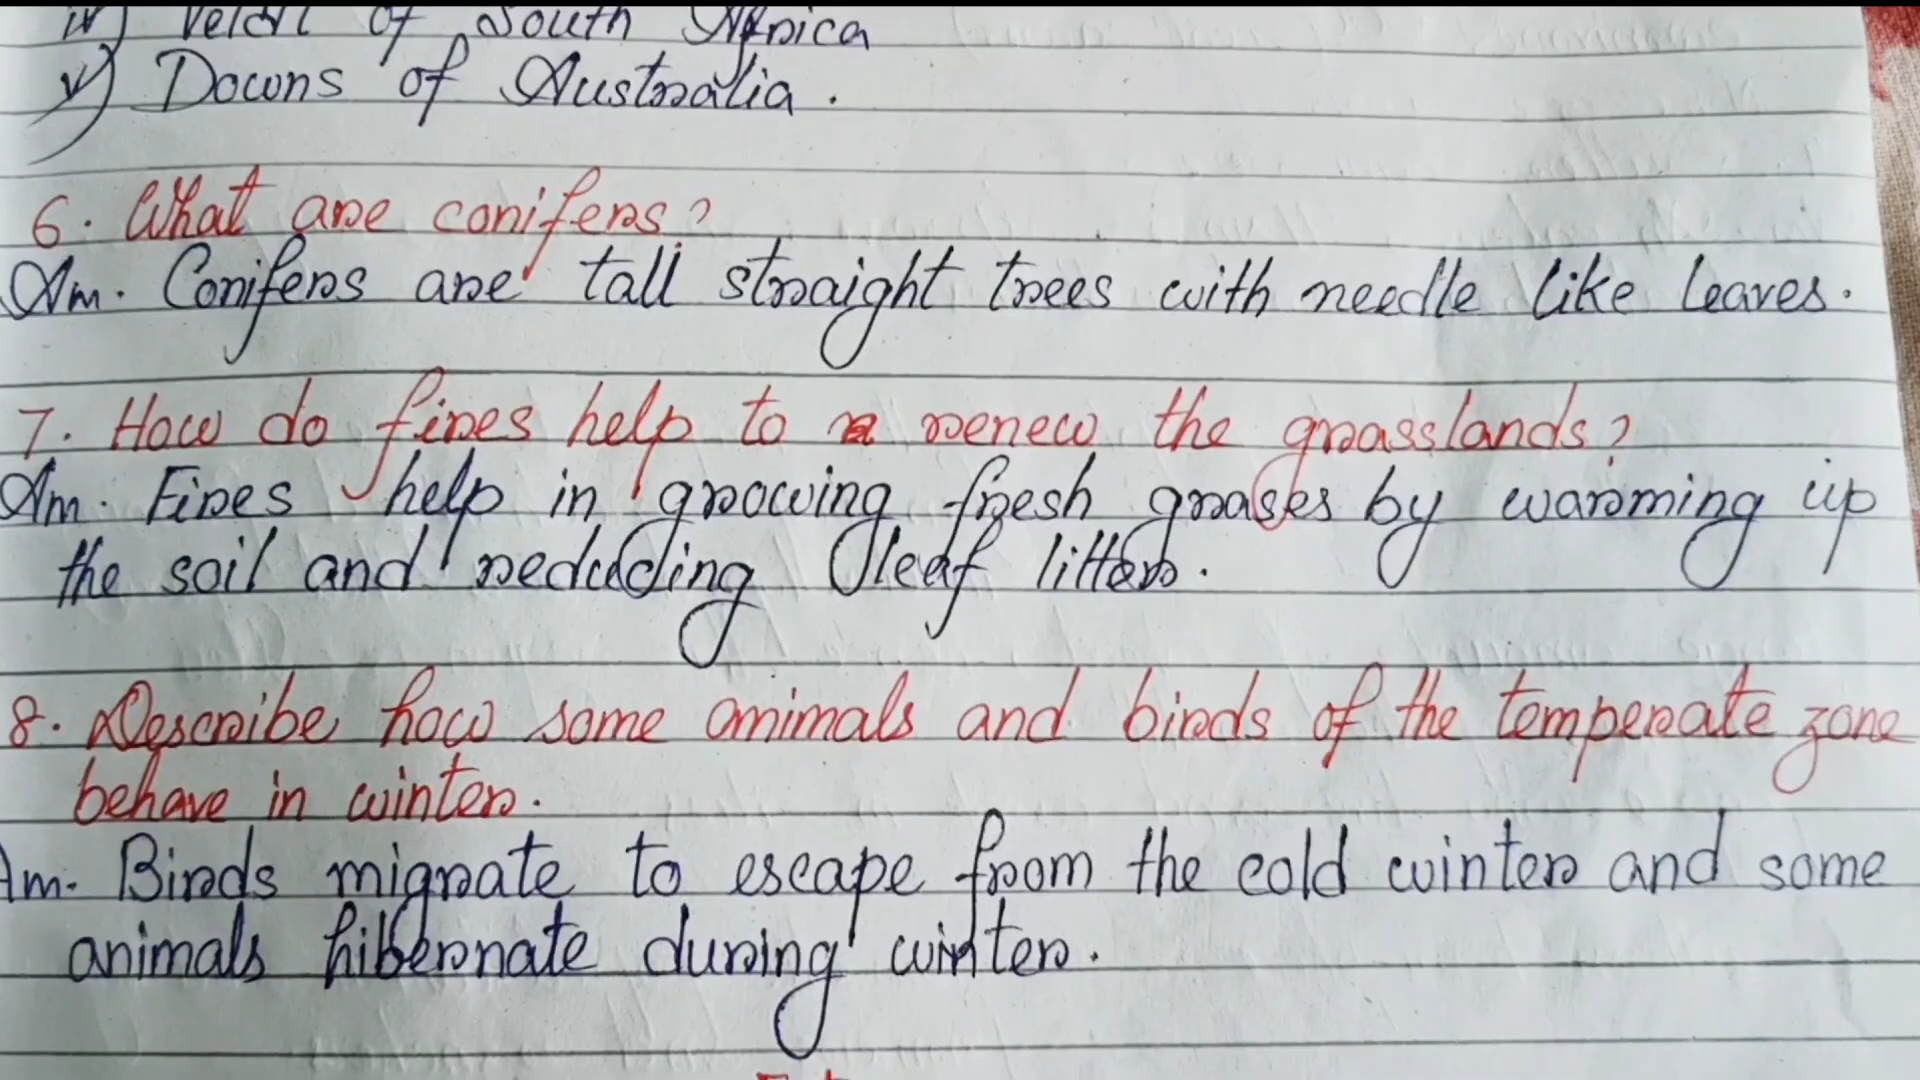 iv) Veldt of South Africa
v) Downs of Australia.
6. What are conifers?
Ans. Conifers are tall straight trees with needle like leaves.
7. How do fires help to renew the grasslands?
Ans. Fires help in growing fresh grasses by warming up
the soil and reducing leaf litter.
8. Describe how some animals and birds of the temperate zone
behave in winter.
Ans. Birds migrate to escape from the cold winter and some
animals hibernate during winter.